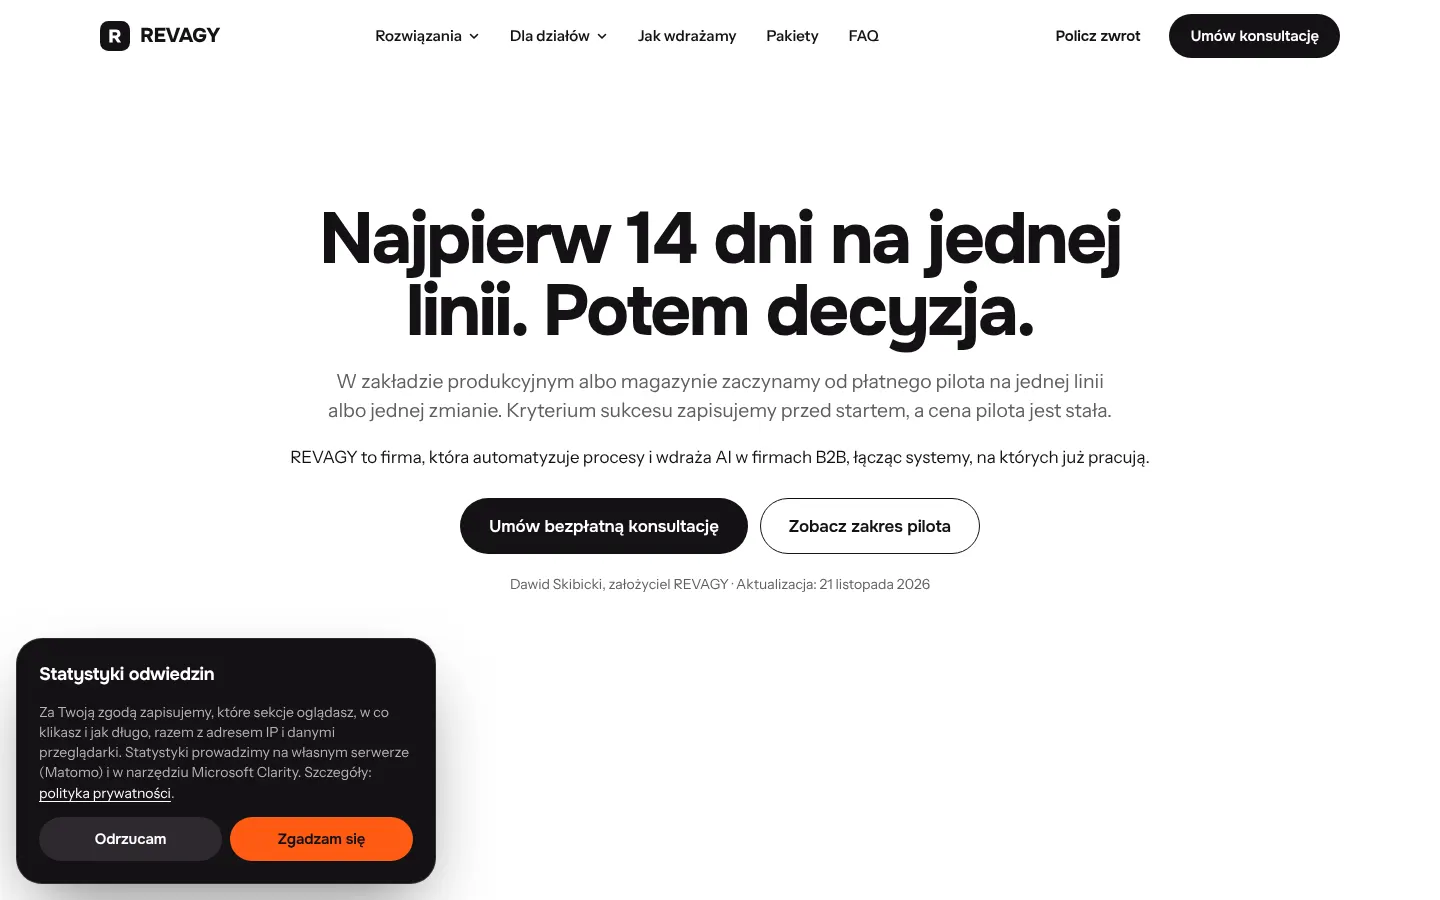 R REVAGY
Rozwiązania
Dla działów
Jak wdrażamy
Pakiety
FAQ
Policz zwrot
Umów konsultację
Najpierw 14 dni na jednej
linii. Potem decyzja.
W zakładzie produkcyjnym albo magazynie zaczynamy od płatnego pilota na jednej linii
albo jednej zmianie. Kryterium sukcesu zapisujemy przed startem, a cena pilota jest stała.
REVAGY to firma, która automatyzuje procesy i wdraża AI w firmach B2B, łącząc systemy, na których już pracują.
Umów bezpłatną konsultację
Zobacz zakres pilota
Dawid Skibicki, założyciel REVAGY · Aktualizacja: 21 listopada 2026
Statystyki odwiedzin
Za Twoją zgodą zapisujemy, które sekcje oglądasz, w co
klikasz i jak długo, razem z adresem IP i danymi
przeglądarki. Statystyki prowadzimy na własnym serwerze
(Matomo) i w narzędziu Microsoft Clarity. Szczegóły:
polityka prywatności.
Odrzucam
Zgadzam się